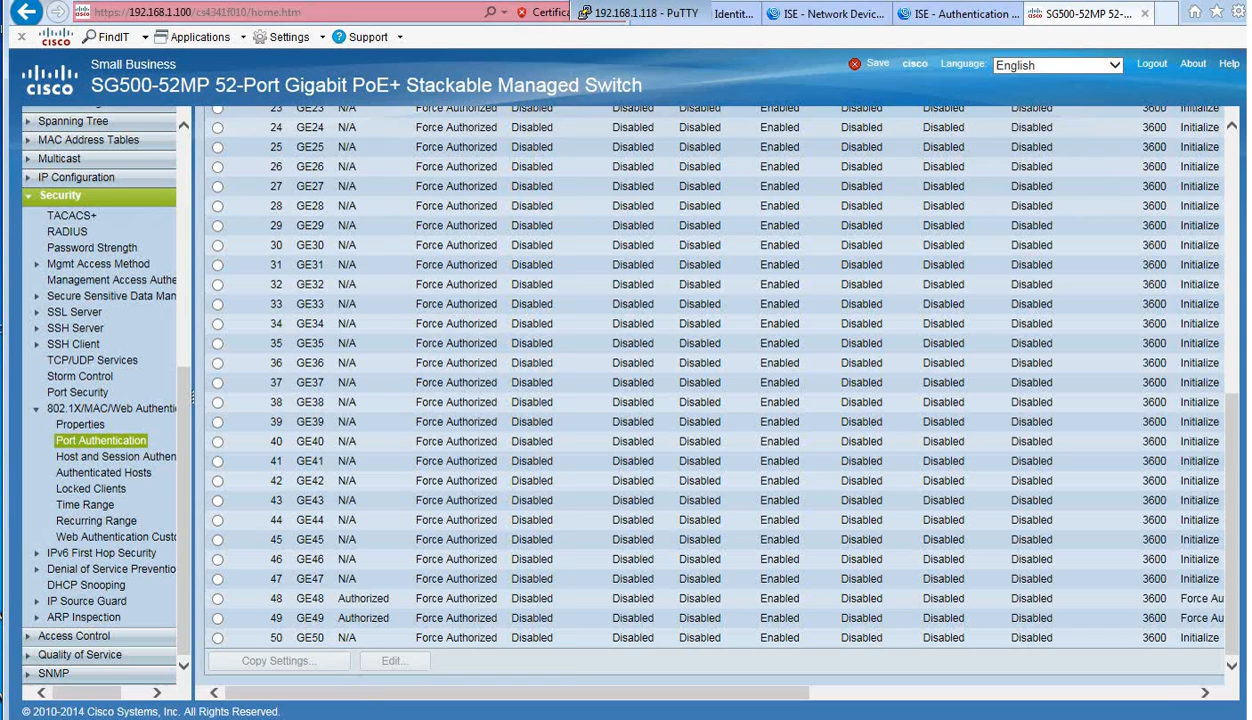 https://192.168.1.100/cs4341f010/home.htm
Certifica
192.168.1.118 - PuTTY
Identit...
ISE - Network Devic...
ISE - Authentication ...
SG500-52MP 52-...
CISCO
FindIT
Applications
Settings
Support
CISCO
Small Business
SG500-52MP 52-Port Gigabit PoE+ Stackable Managed Switch
Save
cisco
Language:
English
Logout
About
Help
Spanning Tree
MAC Address Tables
Multicast
IP Configuration
Security
TACACS+
RADIUS
Password Strength
Mgmt Access Method
Management Access Authe
Secure Sensitive Data Man
SSL Server
SSH Server
SSH Client
TCP/UDP Services
Storm Control
Port Security
802.1X/MAC/Web Authenti
Properties
Port Authentication
Host and Session Authen
Authenticated Hosts
Locked Clients
Time Range
Recurring Range
Web Authentication Custo
IPv6 First Hop Security
Denial of Service Preventio
DHCP Snooping
IP Source Guard
ARP Inspection
Access Control
Quality of Service
SNMP
23 GE23 N/A Force Authorized Disabled Disabled Disabled Enabled Disabled Disabled Disabled 3600 Initialize
24 GE24 N/A Force Authorized Disabled Disabled Disabled Enabled Disabled Disabled Disabled 3600 Initialize
25 GE25 N/A Force Authorized Disabled Disabled Disabled Enabled Disabled Disabled Disabled 3600 Initialize
26 GE26 N/A Force Authorized Disabled Disabled Disabled Enabled Disabled Disabled Disabled 3600 Initialize
27 GE27 N/A Force Authorized Disabled Disabled Disabled Enabled Disabled Disabled Disabled 3600 Initialize
28 GE28 N/A Force Authorized Disabled Disabled Disabled Enabled Disabled Disabled Disabled 3600 Initialize
29 GE29 N/A Force Authorized Disabled Disabled Disabled Enabled Disabled Disabled Disabled 3600 Initialize
30 GE30 N/A Force Authorized Disabled Disabled Disabled Enabled Disabled Disabled Disabled 3600 Initialize
31 GE31 N/A Force Authorized Disabled Disabled Disabled Enabled Disabled Disabled Disabled 3600 Initialize
32 GE32 N/A Force Authorized Disabled Disabled Disabled Enabled Disabled Disabled Disabled 3600 Initialize
33 GE33 N/A Force Authorized Disabled Disabled Disabled Enabled Disabled Disabled Disabled 3600 Initialize
34 GE34 N/A Force Authorized Disabled Disabled Disabled Enabled Disabled Disabled Disabled 3600 Initialize
35 GE35 N/A Force Authorized Disabled Disabled Disabled Enabled Disabled Disabled Disabled 3600 Initialize
36 GE36 N/A Force Authorized Disabled Disabled Disabled Enabled Disabled Disabled Disabled 3600 Initialize
37 GE37 N/A Force Authorized Disabled Disabled Disabled Enabled Disabled Disabled Disabled 3600 Initialize
38 GE38 N/A Force Authorized Disabled Disabled Disabled Enabled Disabled Disabled Disabled 3600 Initialize
39 GE39 N/A Force Authorized Disabled Disabled Disabled Enabled Disabled Disabled Disabled 3600 Initialize
40 GE40 N/A Force Authorized Disabled Disabled Disabled Enabled Disabled Disabled Disabled 3600 Initialize
41 GE41 N/A Force Authorized Disabled Disabled Disabled Enabled Disabled Disabled Disabled 3600 Initialize
42 GE42 N/A Force Authorized Disabled Disabled Disabled Enabled Disabled Disabled Disabled 3600 Initialize
43 GE43 N/A Force Authorized Disabled Disabled Disabled Enabled Disabled Disabled Disabled 3600 Initialize
44 GE44 N/A Force Authorized Disabled Disabled Disabled Enabled Disabled Disabled Disabled 3600 Initialize
45 GE45 N/A Force Authorized Disabled Disabled Disabled Enabled Disabled Disabled Disabled 3600 Initialize
46 GE46 N/A Force Authorized Disabled Disabled Disabled Enabled Disabled Disabled Disabled 3600 Initialize
47 GE47 N/A Force Authorized Disabled Disabled Disabled Enabled Disabled Disabled Disabled 3600 Initialize
48 GE48 Authorized Force Authorized Disabled Disabled Disabled Enabled Disabled Disabled Disabled 3600 Force Au
49 GE49 Authorized Force Authorized Disabled Disabled Disabled Enabled Disabled Disabled Disabled 3600 Force Au
50 GE50 N/A Force Authorized Disabled Disabled Disabled Enabled Disabled Disabled Disabled 3600 Initialize
Copy Settings...
Edit...
© 2010-2014 Cisco Systems, Inc. All Rights Reserved.